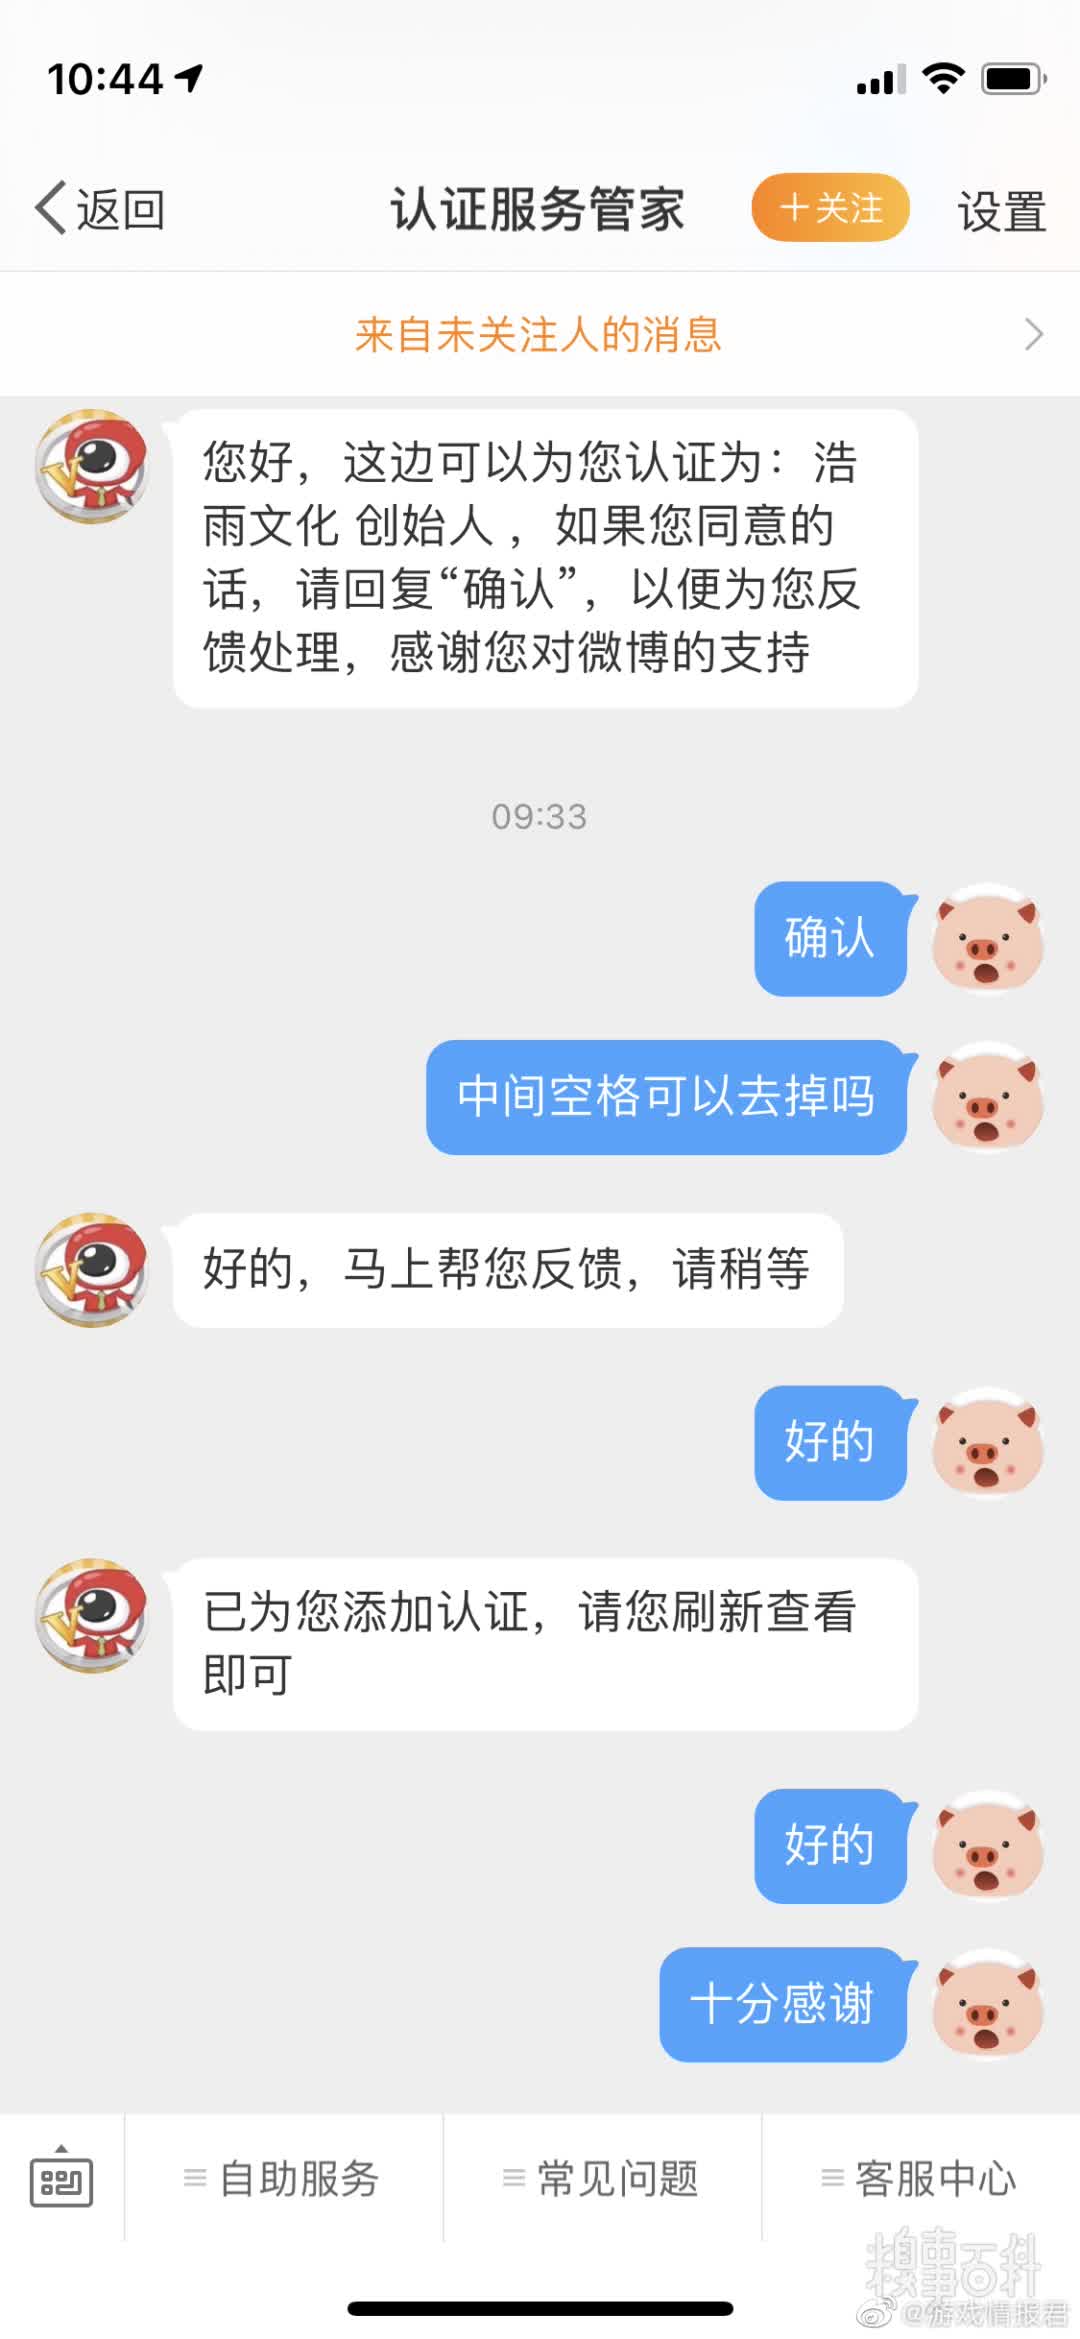 10:44
返回
认证服务管家
+关注
设置
来自未关注人的消息
您好，这边可以为您认证为：浩
雨文化 创始人 ，如果您同意的
话，请回复“确认”，以便为您反
馈处理，感谢您对微博的支持
09:33
确认
中间空格可以去掉吗
好的，马上帮您反馈，请稍等
好的
已为您添加认证，请您刷新查看
即可
好的
十分感谢
自助服务
常见问题
客服中心
糗事百科
@游戏情报君